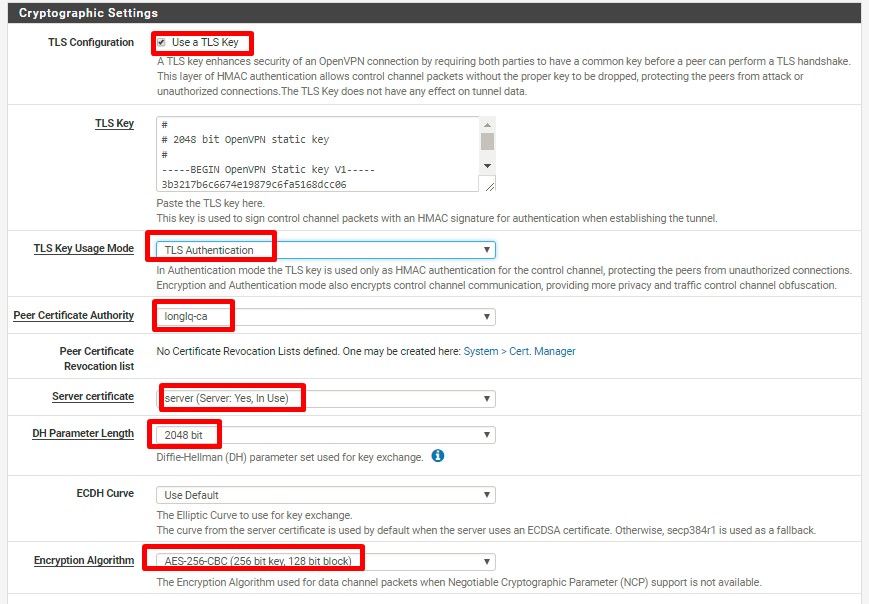 Cryptographic Settings
TLS Configuration
Use a TLS Key
A TLS key enhances security of an OpenVPN connection by requiring both parties to have a common key before a peer can perform a TLS handshake.
This layer of HMAC authentication allows control channel packets without the proper key to be dropped, protecting the peers from attack or
unauthorized connections.The TLS Key does not have any effect on tunnel data.
TLS Key
#
# 2048 bit OpenVPN static key
#
-----BEGIN OpenVPN Static key V1-----
3b3217b6c6674e19879c6fa5168dcc06
Paste the TLS key here.
This key is used to sign control channel packets with an HMAC signature for authentication when establishing the tunnel.
TLS Key Usage Mode
TLS Authentication
In Authentication mode the TLS key is used only as HMAC authentication for the control channel, protecting the peers from unauthorized connections.
Encryption and Authentication mode also encrypts control channel communication, providing more privacy and traffic control channel obfuscation.
Peer Certificate Authority
longlq-ca
Peer Certificate
Revocation list
No Certificate Revocation Lists defined. One may be created here: System > Cert. Manager
Server certificate
server (Server: Yes, In Use)
DH Parameter Length
2048 bit
Diffie-Hellman (DH) parameter set used for key exchange.
ECDH Curve
Use Default
The Elliptic Curve to use for key exchange.
The curve from the server certificate is used by default when the server uses an ECDSA certificate. Otherwise, secp384r1 is used as a fallback.
Encryption Algorithm
AES-256-CBC (256 bit key, 128 bit block)
The Encryption Algorithm used for data channel packets when Negotiable Cryptographic Parameter (NCP) support is not available.